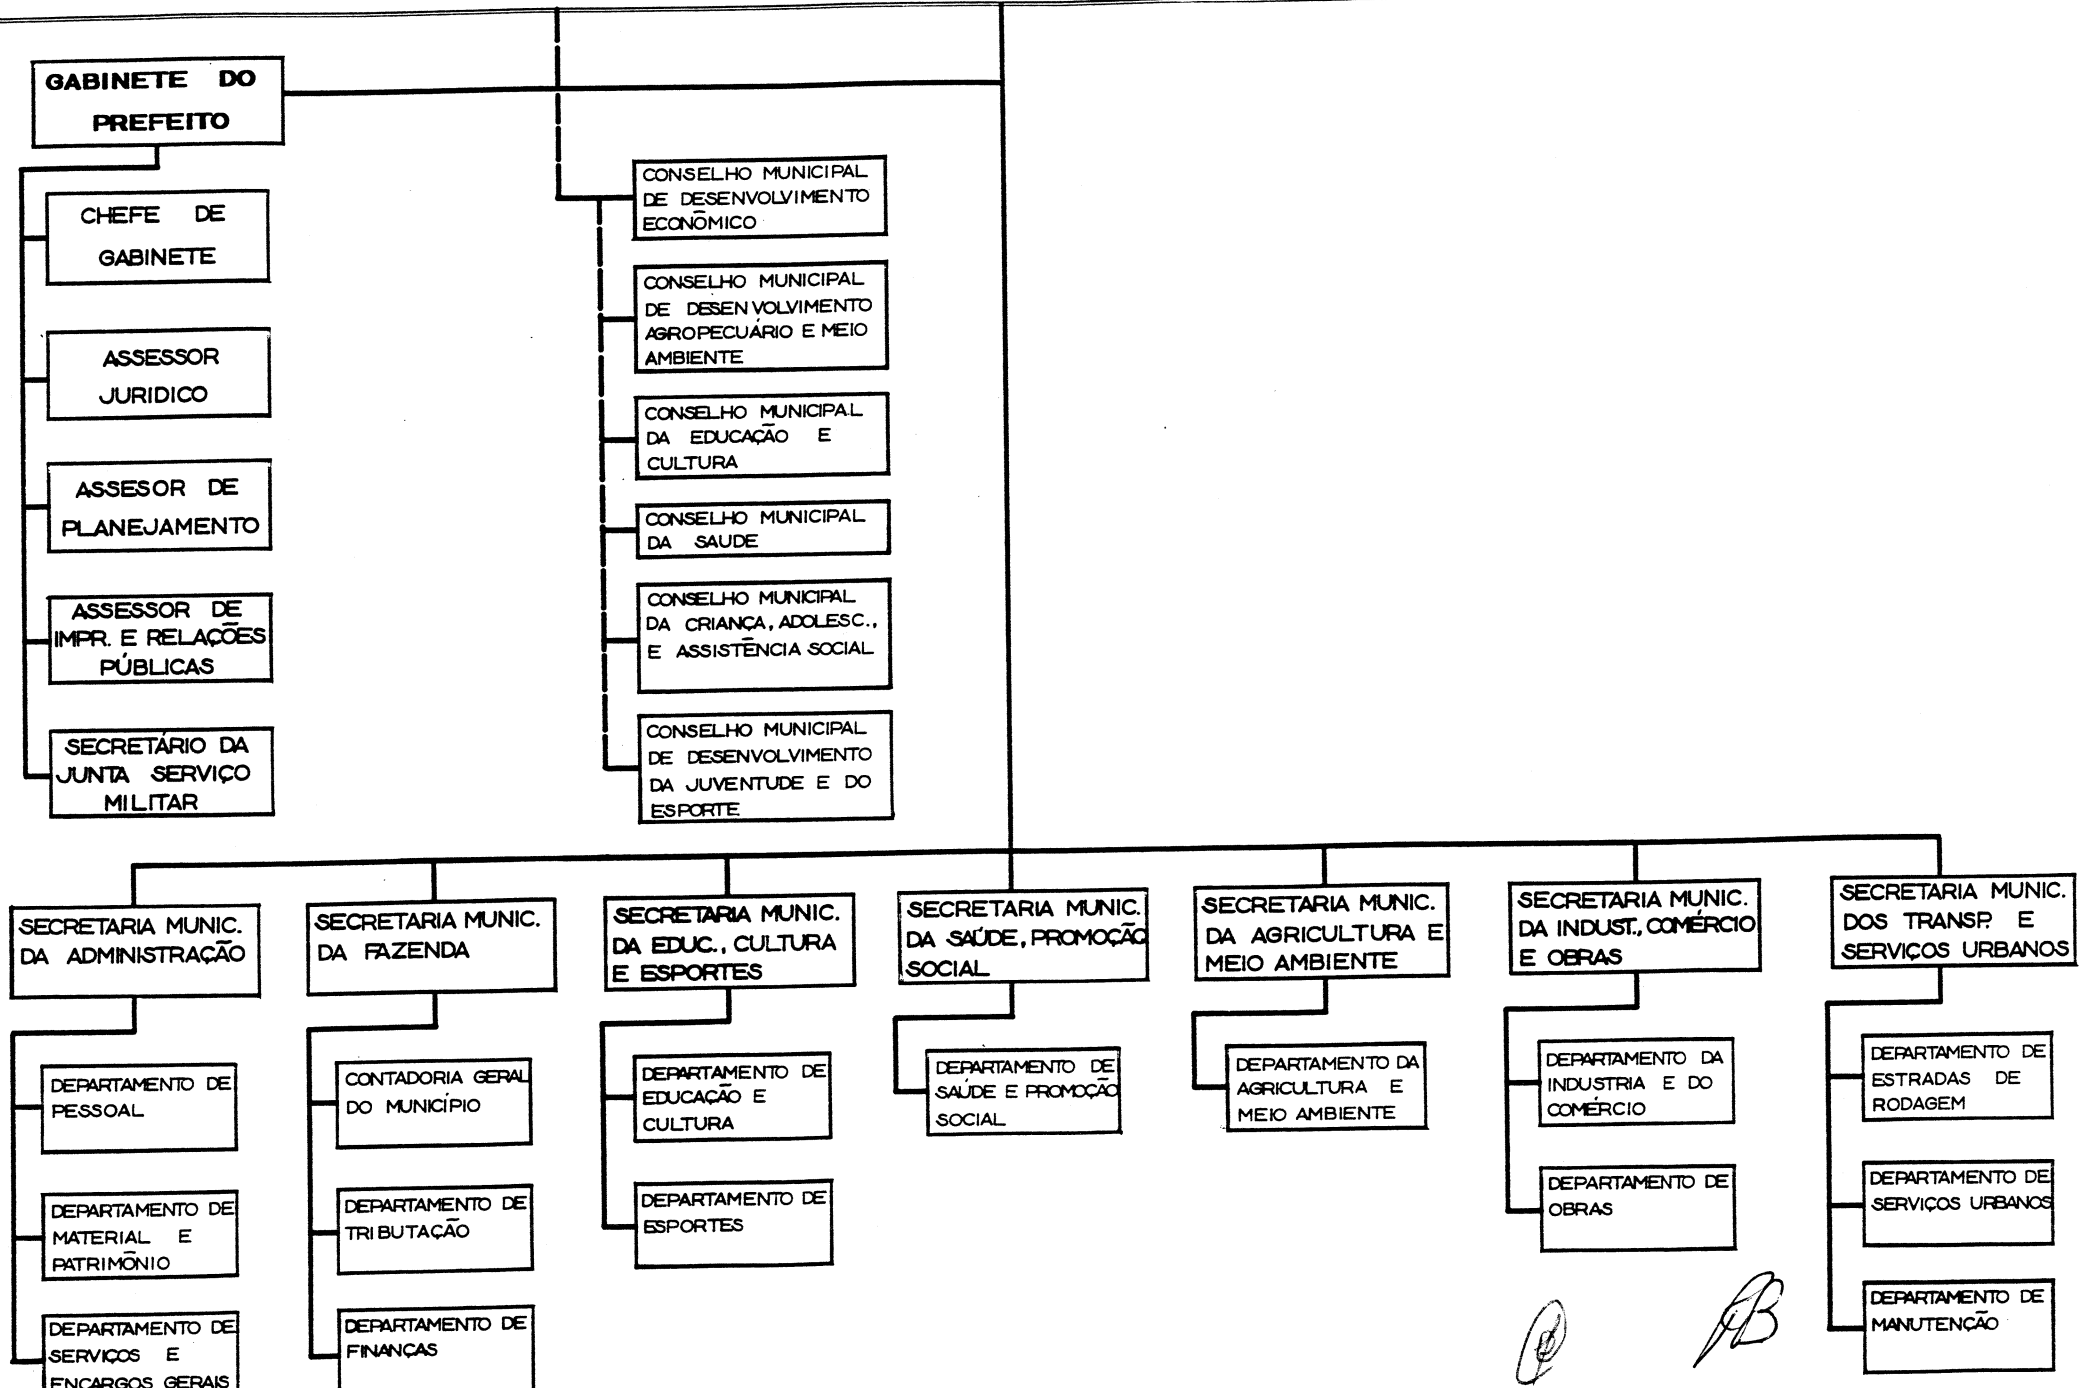 GABINETE DO
PREFEITO
CHEFE DE
GABINETE
ASSESSOR
JURIDICO
ASSESOR DE
PLANEJAMENTO
ASSESSOR DE
IMPR. E RELAÇÕES
PÚBLICAS
SECRETÁRIO DA
JUNTA SERVIÇO
MILITAR
CONSELHO MUNICIPAL
DE DESENVOLVIMENTO
ECONÔMICO
CONSELHO MUNICIPAL
DE DESENVOLVIMENTO
AGROPECUÁRIO E MEIO
AMBIENTE
CONSELHO MUNICIPAL
DA EDUCAÇÃO E
CULTURA
CONSELHO MUNICIPAL
DA SAUDE
CONSELHO MUNICIPAL
DA CRIANÇA, ADOLESC.,
E ASSISTÊNCIA SOCIAL
CONSELHO MUNICIPAL
DE DESENVOLVIMENTO
DA JUVENTUDE E DO
ESPORTE
SECRETARIA MUNIC.
DA ADMINISTRAÇÃO
DEPARTAMENTO DE
PESSOAL
DEPARTAMENTO DE
MATERIAL E
PATRIMÔNIO
DEPARTAMENTO DE
SERVIÇOS E
ENCARGOS GERAIS
SECRETARIA MUNIC.
DA FAZENDA
CONTADORIA GERAL
DO MUNICÍPIO
DEPARTAMENTO DE
TRIBUTAÇÃO
DEPARTAMENTO DE
FINANÇAS
SECRETARIA MUNIC.
DA EDUC., CULTURA
E ESPORTES
DEPARTAMENTO DE
EDUCAÇÃO E
CULTURA
DEPARTAMENTO DE
ESPORTES
SECRETARIA MUNIC.
DA SAÚDE, PROMOÇÃO
SOCIAL
DEPARTAMENTO DE
SAÚDE E PROMOÇÃO
SOCIAL
SECRETARIA MUNIC.
DA AGRICULTURA E
MEIO AMBIENTE
DEPARTAMENTO DA
AGRICULTURA E
MEIO AMBIENTE
SECRETARIA MUNIC.
DA INDUST., COMÉRCIO
E OBRAS
DEPARTAMENTO DA
INDUSTRIA E DO
COMÉRCIO
DEPARTAMENTO DE
OBRAS
SECRETARIA MUNIC.
DOS TRANSP. E
SERVIÇOS URBANOS
DEPARTAMENTO DE
ESTRADAS DE
RODAGEM
DEPARTAMENTO DE
SERVIÇOS URBANOS
DEPARTAMENTO DE
MANUTENÇÃO